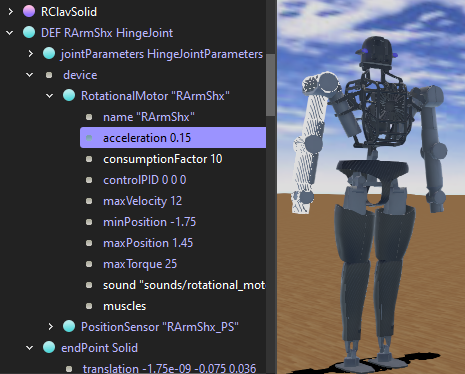 RClavSolid
DEF RArmShx HingeJoint
jointParameters HingeJointParameters
device
RotationalMotor "RArmShx"
name "RArmShx"
acceleration 0.15
consumptionFactor 10
controlPID 0 0 0
maxVelocity 12
minPosition -1.75
maxPosition 1.45
maxTorque 25
sound "sounds/rotational_mot
muscles
PositionSensor "RArmShx_PS"
endPoint Solid
translation -1.75e-09 -0.075 0.036